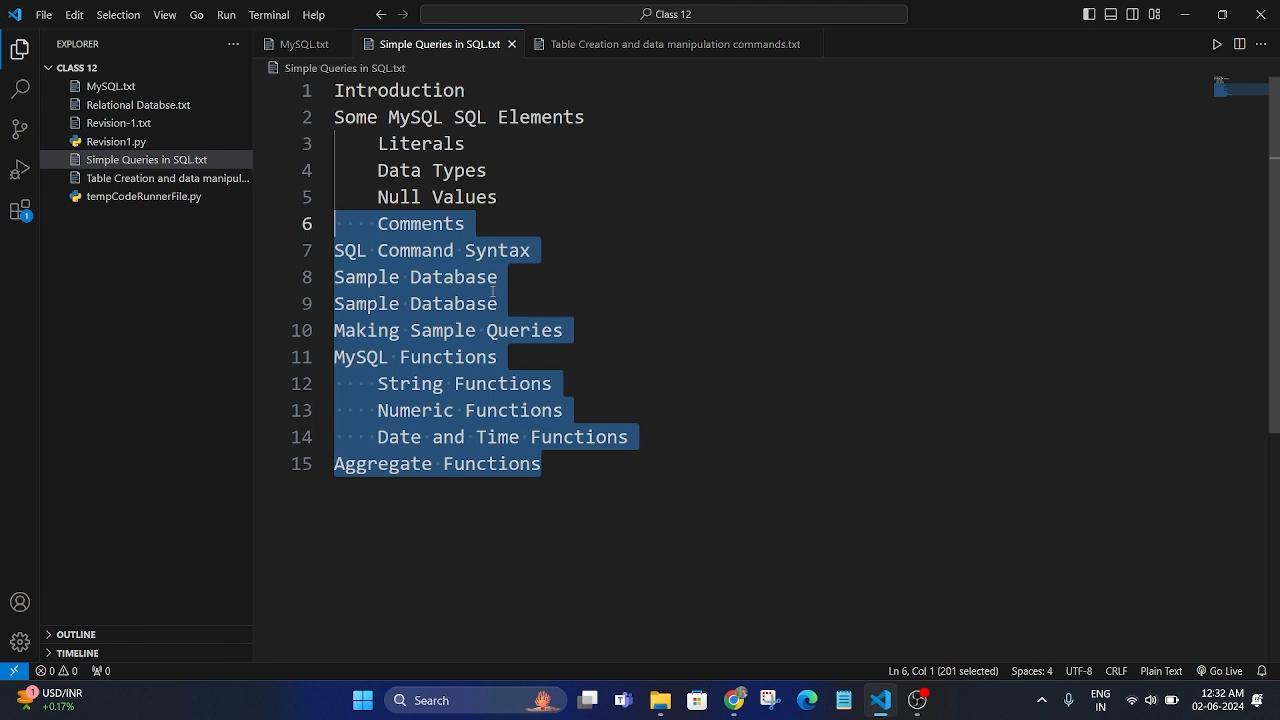 File Edit Selection View Go Run Terminal Help
Class 12
EXPLORER
CLASS 12
MySQL.txt
Relational Databse.txt
Revision-1.txt
Revision1.py
Simple Queries in SQL.txt
Table Creation and data manipul...
tempCodeRunnerFile.py
OUTLINE
TIMELINE
1
MySQL.txt
Simple Queries in SQL.txt
Table Creation and data manipulation commands.txt
Simple Queries in SQL.txt
1 Introduction
2 Some MySQL SQL Elements
3 Literals
4 Data Types
5 Null Values
6 Comments
7 SQL Command Syntax
8 Sample Database
9 Sample Database
10 Making Sample Queries
11 MySQL Functions
12 String Functions
13 Numeric Functions
14 Date and Time Functions
15 Aggregate Functions
0 0 0
Ln 6, Col 1 (201 selected) Spaces: 4 UTF-8 CRLF Plain Text Go Live
1
USD/INR
+0.17%
Search
ENG
IN
12:32 AM
02-06-2024